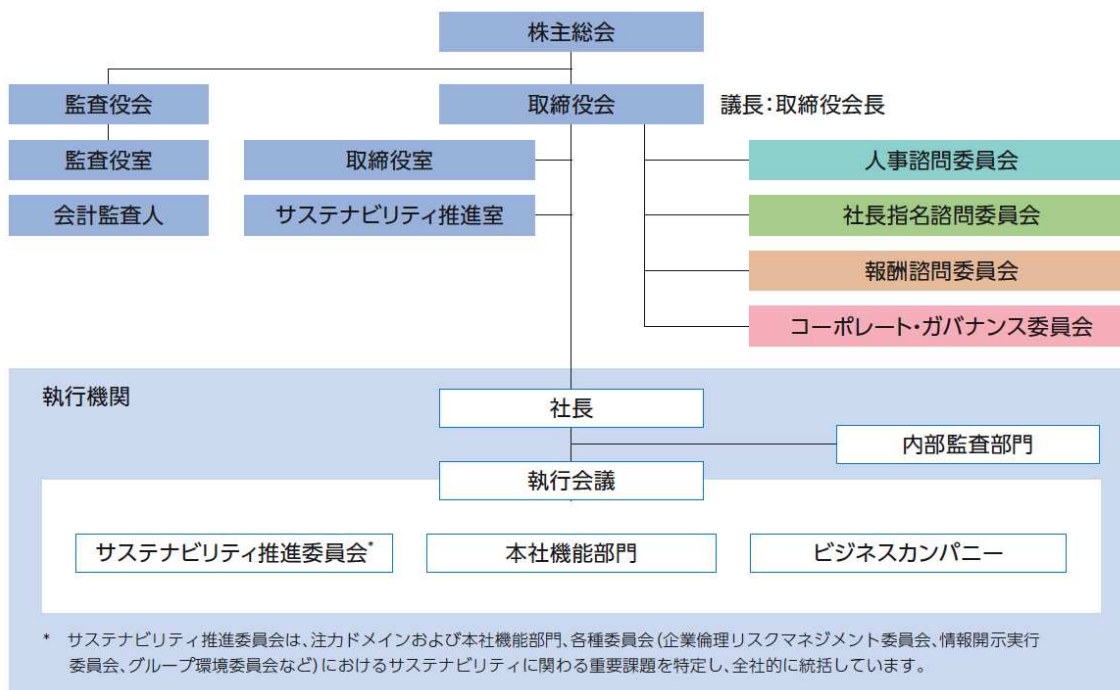 株主総会
監査役会
取締役会
議長：取締役会長
監査役室
取締役室
人事諮問委員会
会計監査人
サステナビリティ推進室
社長指名諮問委員会
報酬諮問委員会
コーポレート・ガバナンス委員会
執行機関
社長
内部監査部門
執行会議
サステナビリティ推進委員会*
本社機能部門
ビジネスカンパニー
* サステナビリティ推進委員会は、注力ドメインおよび本社機能部門、各種委員会（企業倫理リスクマネジメント委員会、情報開示実行
委員会、グループ環境委員会など）におけるサステナビリティに関わる重要課題を特定し、全社的に統括しています。